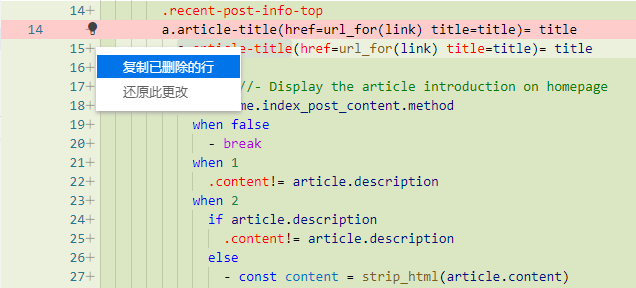 14+ .recent-post-info-top
14 a.article-title(href=url_for(link) title=title)= title
15+ a.article-title(href=url_for(link) title=title)= title
16+
复制已删除的行
17+ //- Display the article introduction on homepage
还原此更改
18+ me.index_post_content.method
19+ when false
20+ - break
21+ when 1
22+ .content!= article.description
23+ when 2
24+ if article.description
25+ .content!= article.description
26+ else
27+ - const content = strip_html(article.content)